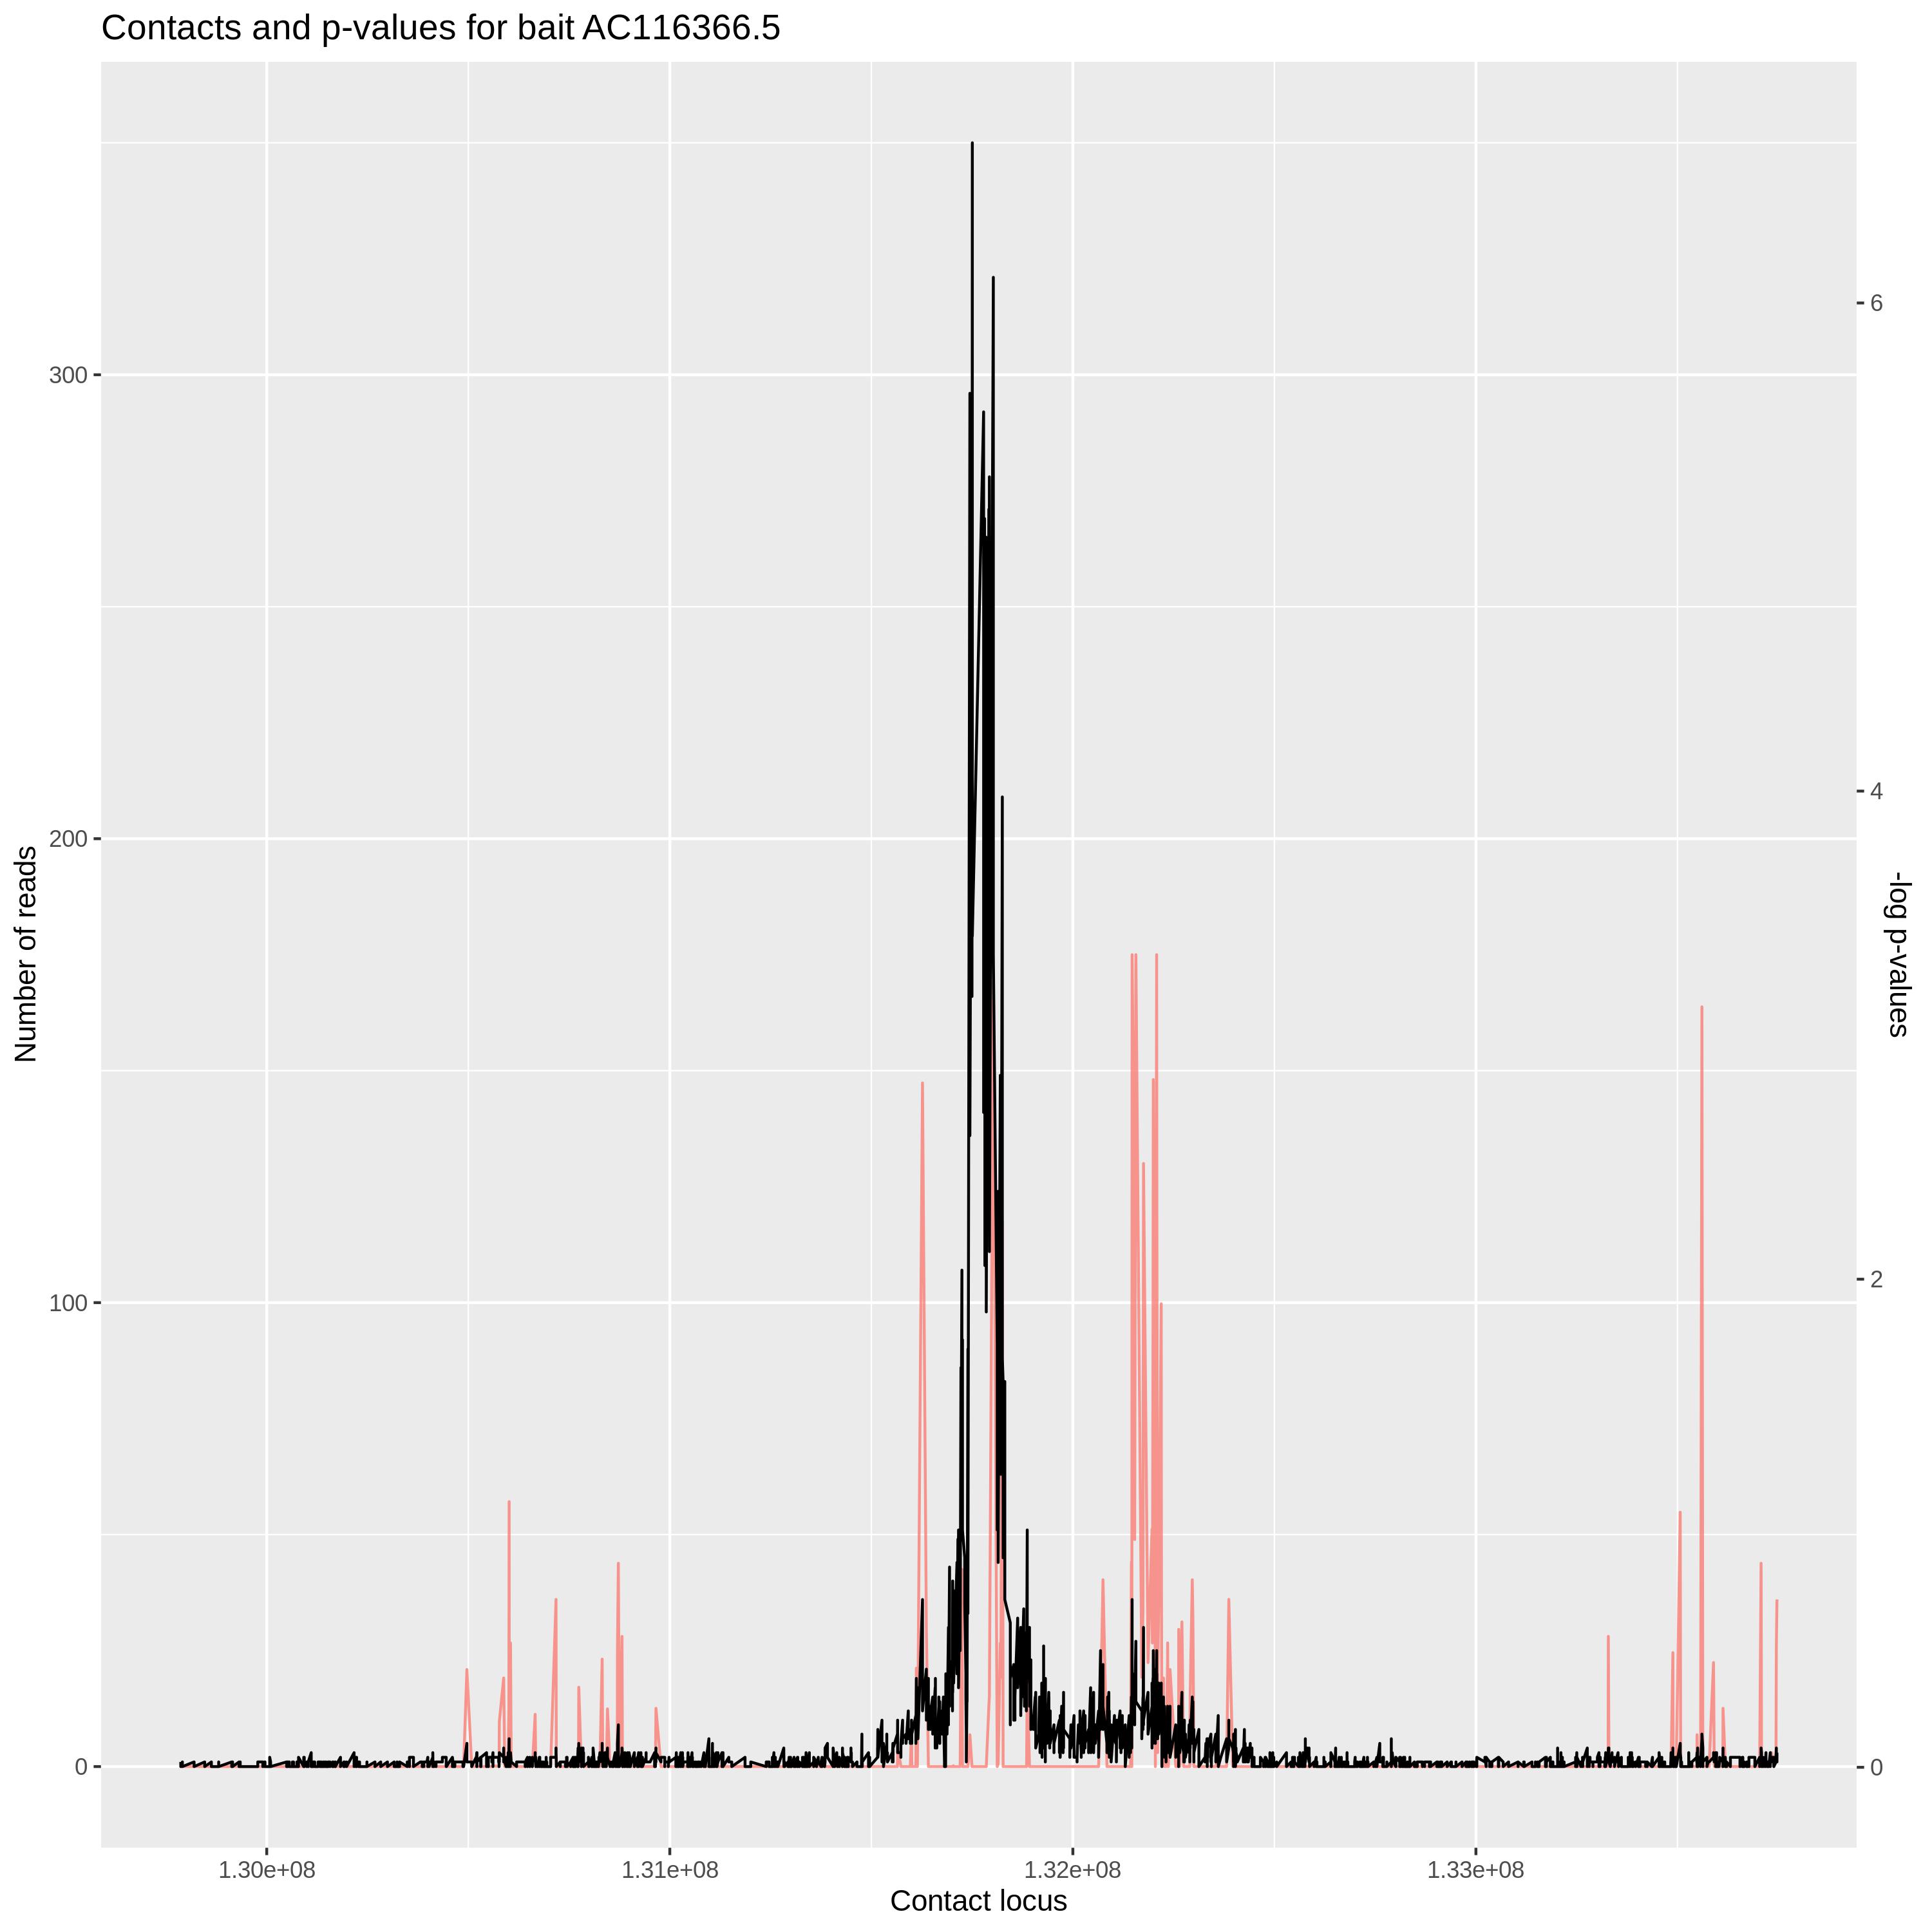 Contacts and p-values for bait AC116366.5
Number of reads
300
200
100
0
6
4
2
0
-log p-values
1.30e+08
1.31e+08
1.32e+08
1.33e+08
Contact locus